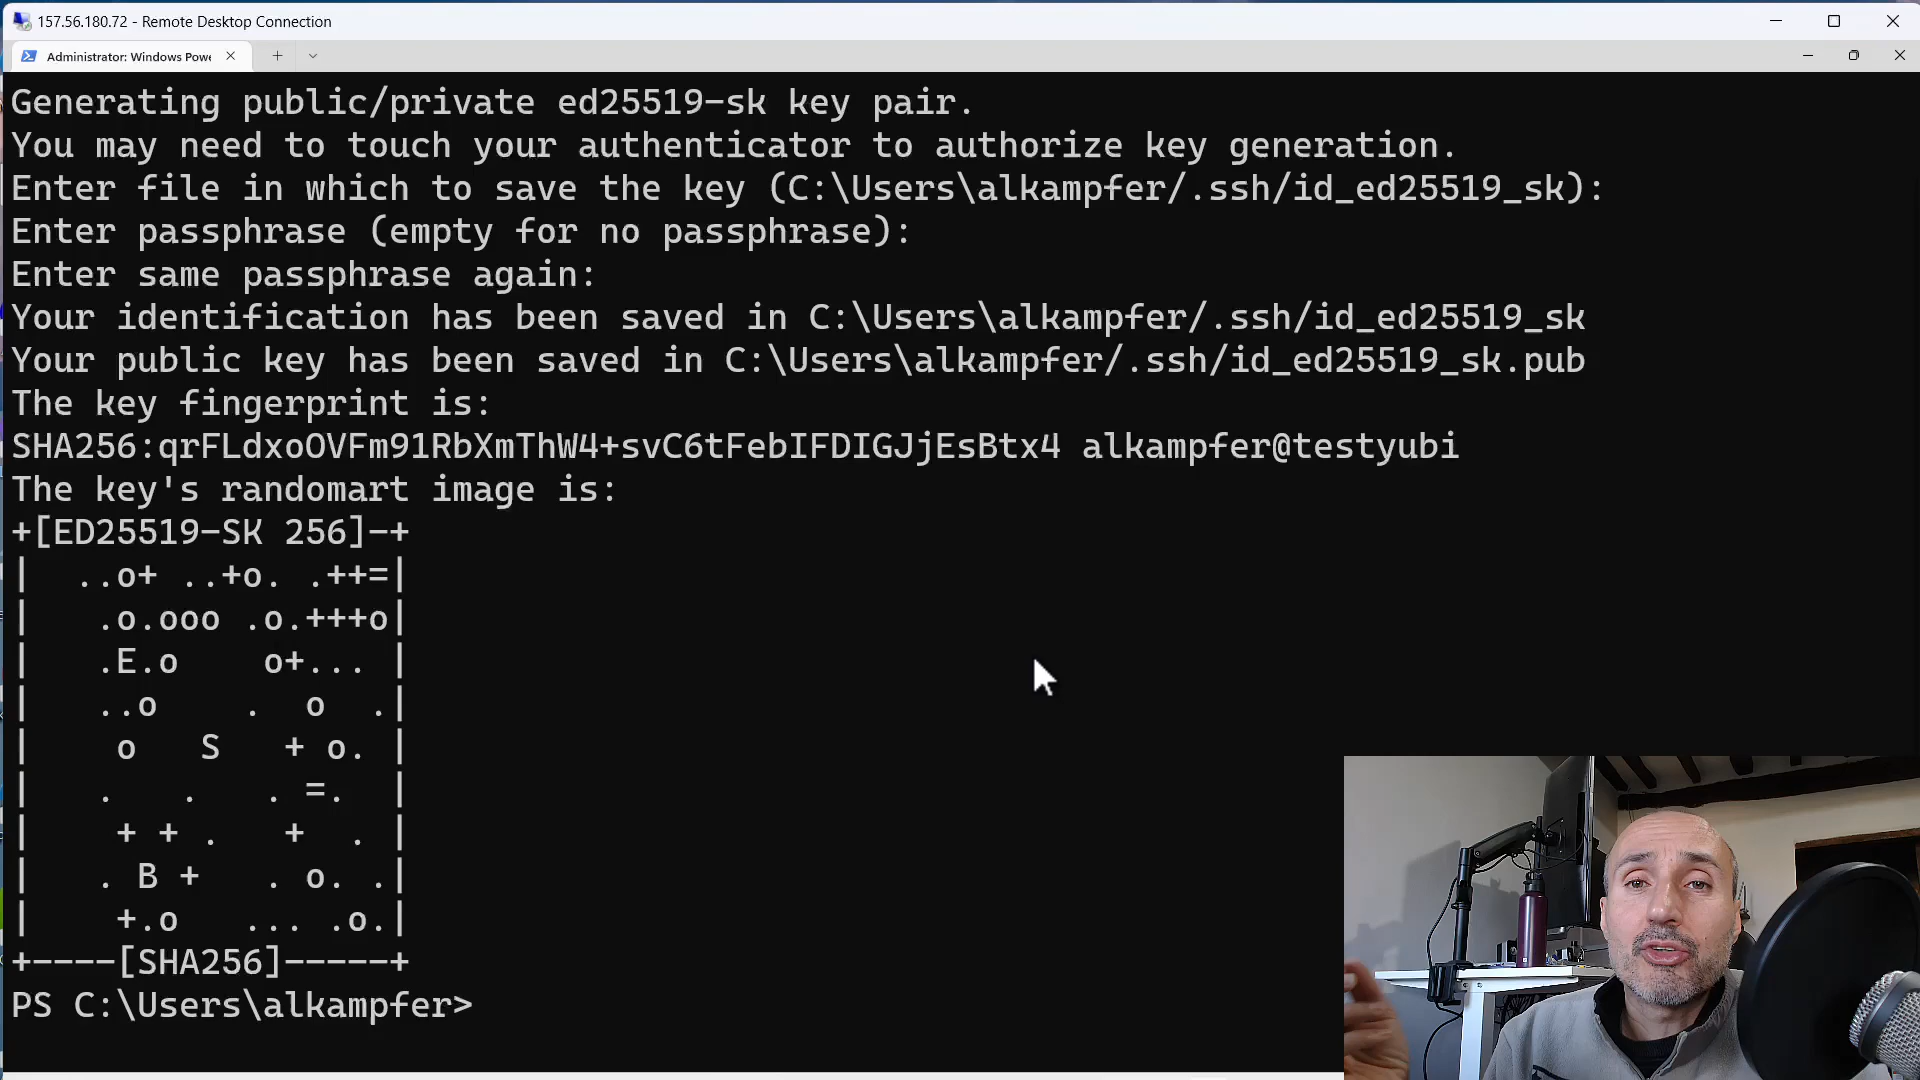 157.56.180.72 - Remote Desktop Connection
Administrator: Windows Powe
Generating public/private ed25519-sk key pair.
You may need to touch your authenticator to authorize key generation.
Enter file in which to save the key (C:\Users\alkampfer/.ssh/id_ed25519_sk):
Enter passphrase (empty for no passphrase):
Enter same passphrase again:
Your identification has been saved in C:\Users\alkampfer/.ssh/id_ed25519_sk
Your public key has been saved in C:\Users\alkampfer/.ssh/id_ed25519_sk.pub
The key fingerprint is:
SHA256:qrFLdxoOVFm91RbXmThW4+svC6tFebIFDIGJjEsBtx4 alkampfer@testyubi
The key's randomart image is:
+[ED25519-SK 256]-+
|  ..o+ ..+o. .++=|
|   .o.ooo .o.+++o|
|   .E.o    o+... |
|   ..o    .  o  .|
|    o   S   + o. |
|   .   .   . =.  |
|    + + .   +  . |
|   . B +   . o. .|
|    +.o   ... .o.|
+----[SHA256]-----+
PS C:\Users\alkampfer>